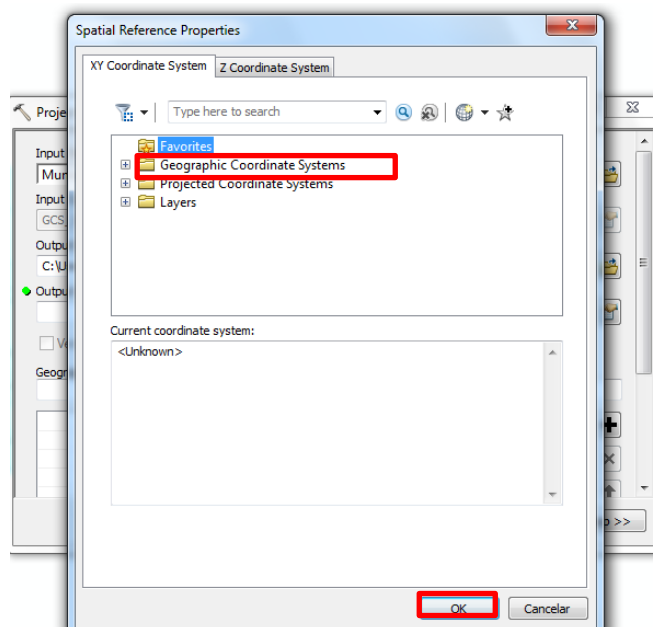 Spatial Reference Properties
XY Coordinate System
Z Coordinate System
Type here to search
Favorites
Geographic Coordinate Systems
Projected Coordinate Systems
Layers
Current coordinate system:
<Unknown>
OK
Cancelar
Proje
Input
Mun
Input
GCS_
Outpu
C:\U
Outpu
Ve
Geogr
>>